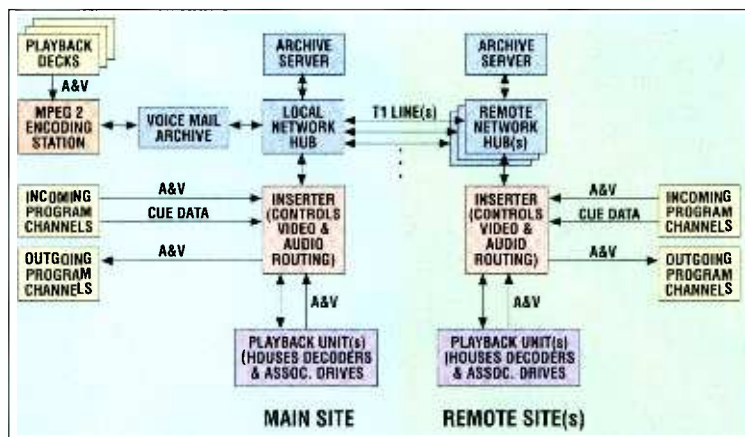 PLAYBACK
DECKS
A&V
MPEG 2
ENCODING
STATION
VOICE MAIL
ARCHIVE
ARCHIVE
SERVER
LOCAL
NETWORK
HUB
T1 LINE(s)
ARCHIVE
SERVER
REMOTE
NETWORK
HUB(s)
INCOMING
PROGRAM
CHANNELS
A&V
CUE DATA
OUTGOING
PROGRAM
CHANNELS
A&V
INSERTER
(CONTROLS
VIDEO &
AUDIO
ROUTING)
A&V
PLAYBACK UNIT(s)
(HOUSES DECODERS
& ASSOC. DRIVES
MAIN SITE
INSERTER
(CONTROLS
VIDEO &
AUDIO
ROUTING)
A&V
CUE DATA
INCOMING
PROGRAM
CHANNELS
A&V
OUTGOING
PROGRAM
CHANNELS
A&V
PLAYBACK UNIT(s)
(HOUSES DECODERS
& ASSOC. DRIVES
REMOTE SITE(s)